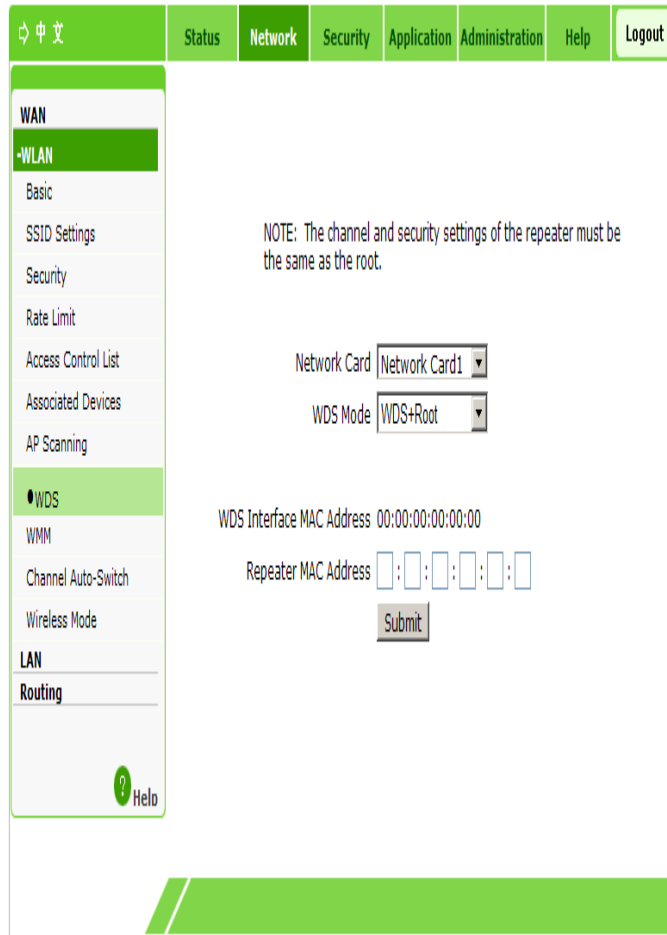 ⇨ 中文
Status Network Security Application Administration Help Logout
WAN
-WLAN
Basic
SSID Settings
Security
Rate Limit
Access Control List
Associated Devices
AP Scanning
●WDS
WMM
Channel Auto-Switch
Wireless Mode
LAN
Routing
? Help
NOTE: The channel and security settings of the repeater must be
the same as the root.
Network Card Network Card1
WDS Mode WDS+Root
WDS Interface MAC Address 00:00:00:00:00:00
Repeater MAC Address : : : : :
Submit